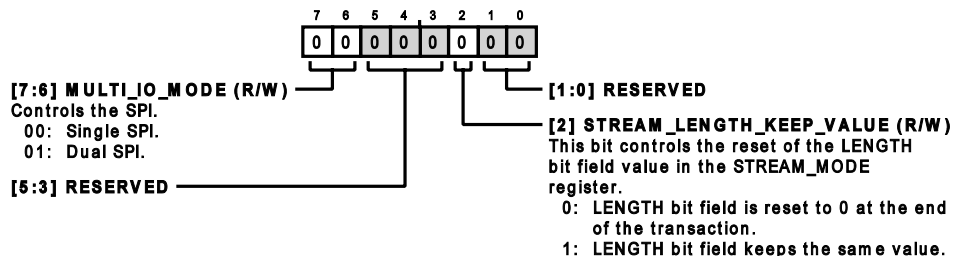 7 6 5 4 3 2 1 0
0 0 0 0 0 0 0 0
[7:6] MULTI_IO_MODE (R/W)
Controls the SPI.
00: Single SPI.
01: Dual SPI.
[5:3] RESERVED
[1:0] RESERVED
[2] STREAM_LENGTH_KEEP_VALUE (R/W)
This bit controls the reset of the LENGTH
bit field value in the STREAM_MODE
register.
0: LENGTH bit field is reset to 0 at the end
of the transaction.
1: LENGTH bit field keeps the same value.